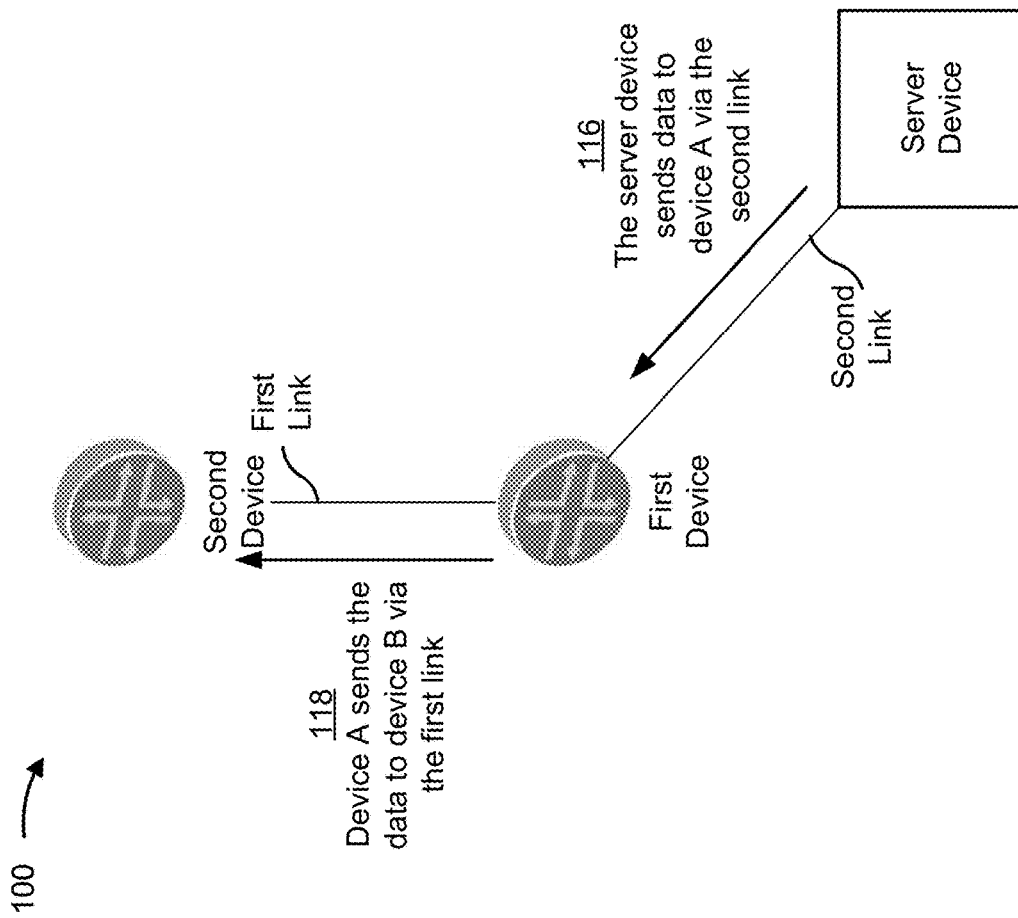 100
118
Device A sends the
data to device B via
the first link
Second
Device
First
Link
First
Device
116
The server device
sends data to
device A via the
second link
Second
Link
Server
Device